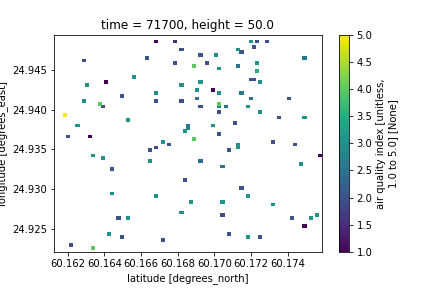 time = 71700, height = 50.0
24.945
24.940
24.935
24.930
24.925
longitude [degrees_east]
60.162 60.164 60.166 60.168 60.170 60.172 60.174
latitude [degrees_north]
5.0
4.5
4.0
3.5
3.0
2.5
2.0
1.5
1.0
air quality index [unitless,
1.0 to 5.0] [None]